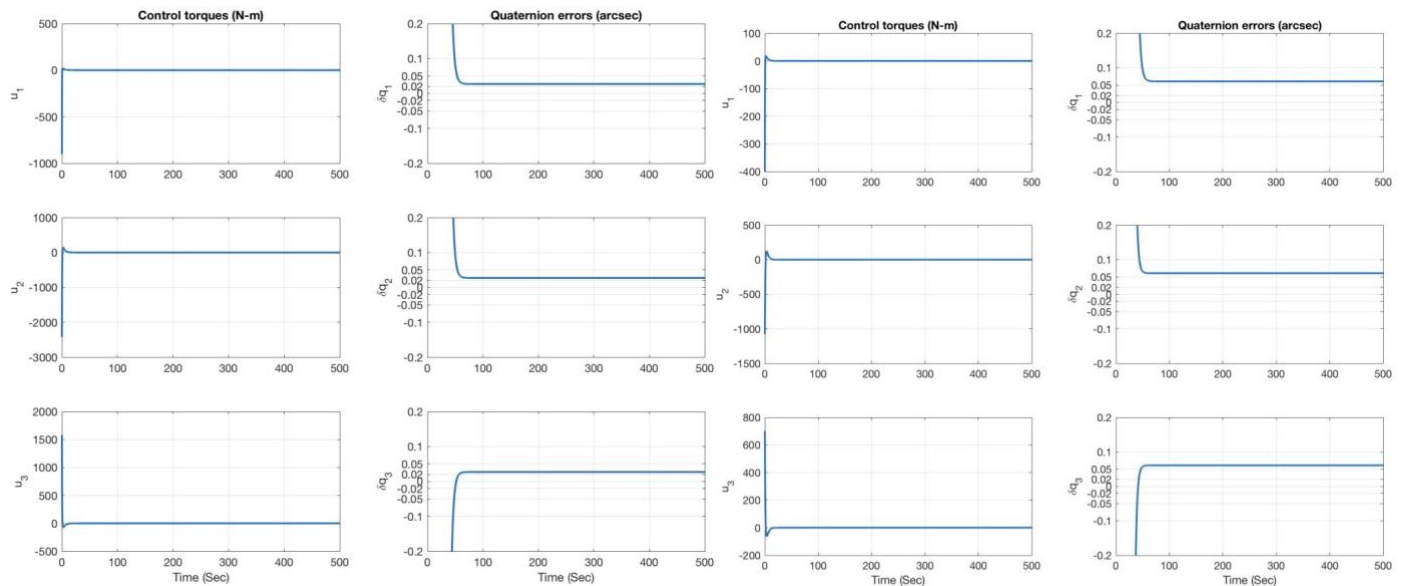 Control torques (N-m)
500
0
-500
-1000
u1
0 100 200 300 400 500
Quaternion errors (arcsec)
0.2
0.1
0.05
0.02
0
-0.02
-0.05
-0.1
-0.2
δq1
0 100 200 300 400 500
Control torques (N-m)
100
0
-100
-200
-300
-400
u1
0 100 200 300 400 500
Quaternion errors (arcsec)
0.2
0.1
0.05
0.02
0
-0.02
-0.05
-0.1
-0.2
δq1
0 100 200 300 400 500
1000
0
-1000
-2000
-3000
u2
0 100 200 300 400 500
0.2
0.1
0.05
0.02
0
-0.02
-0.05
-0.1
-0.2
δq2
0 100 200 300 400 500
500
0
-500
-1000
-1500
u2
0 100 200 300 400 500
0.2
0.1
0.05
0.02
0
-0.02
-0.05
-0.1
-0.2
δq2
0 100 200 300 400 500
2000
1500
1000
500
0
-500
u3
0 100 200 300 400 500
Time (Sec)
0.2
0.1
0.05
0.02
0
-0.02
-0.05
-0.1
-0.2
δq3
0 100 200 300 400 500
Time (Sec)
800
600
400
200
0
-200
u3
0 100 200 300 400 500
Time (Sec)
0.2
0.1
0.05
0.02
0
-0.02
-0.05
-0.1
-0.2
δq3
0 100 200 300 400 500
Time (Sec)